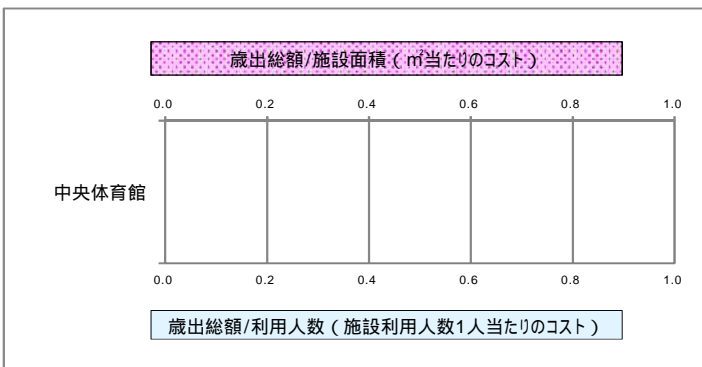 歳出総額/施設面積（㎡当たりのコスト）
0.0 0.2 0.4 0.6 0.8 1.0
中央体育館
0.0 0.2 0.4 0.6 0.8 1.0
歳出総額/利用人数（施設利用人数1人当たりのコスト）